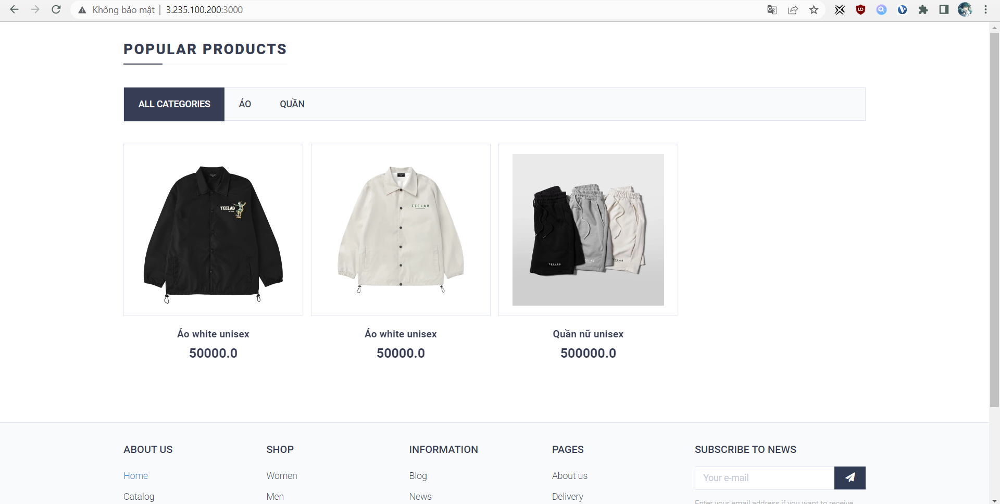 Không bảo mật | 3.235.100.200:3000
POPULAR PRODUCTS
ALL CATEGORIES ÁO QUẦN
TEELAB
STUDIO
TEELAB
TEELAB
TEELAB
Áo white unisex Áo white unisex Quần nữ unisex
50000.0 50000.0 500000.0
ABOUT US SHOP INFORMATION PAGES SUBSCRIBE TO NEWS
Home Women Blog About us Your e-mail
Catalog Men News Delivery
Enter your email address if you want to receive